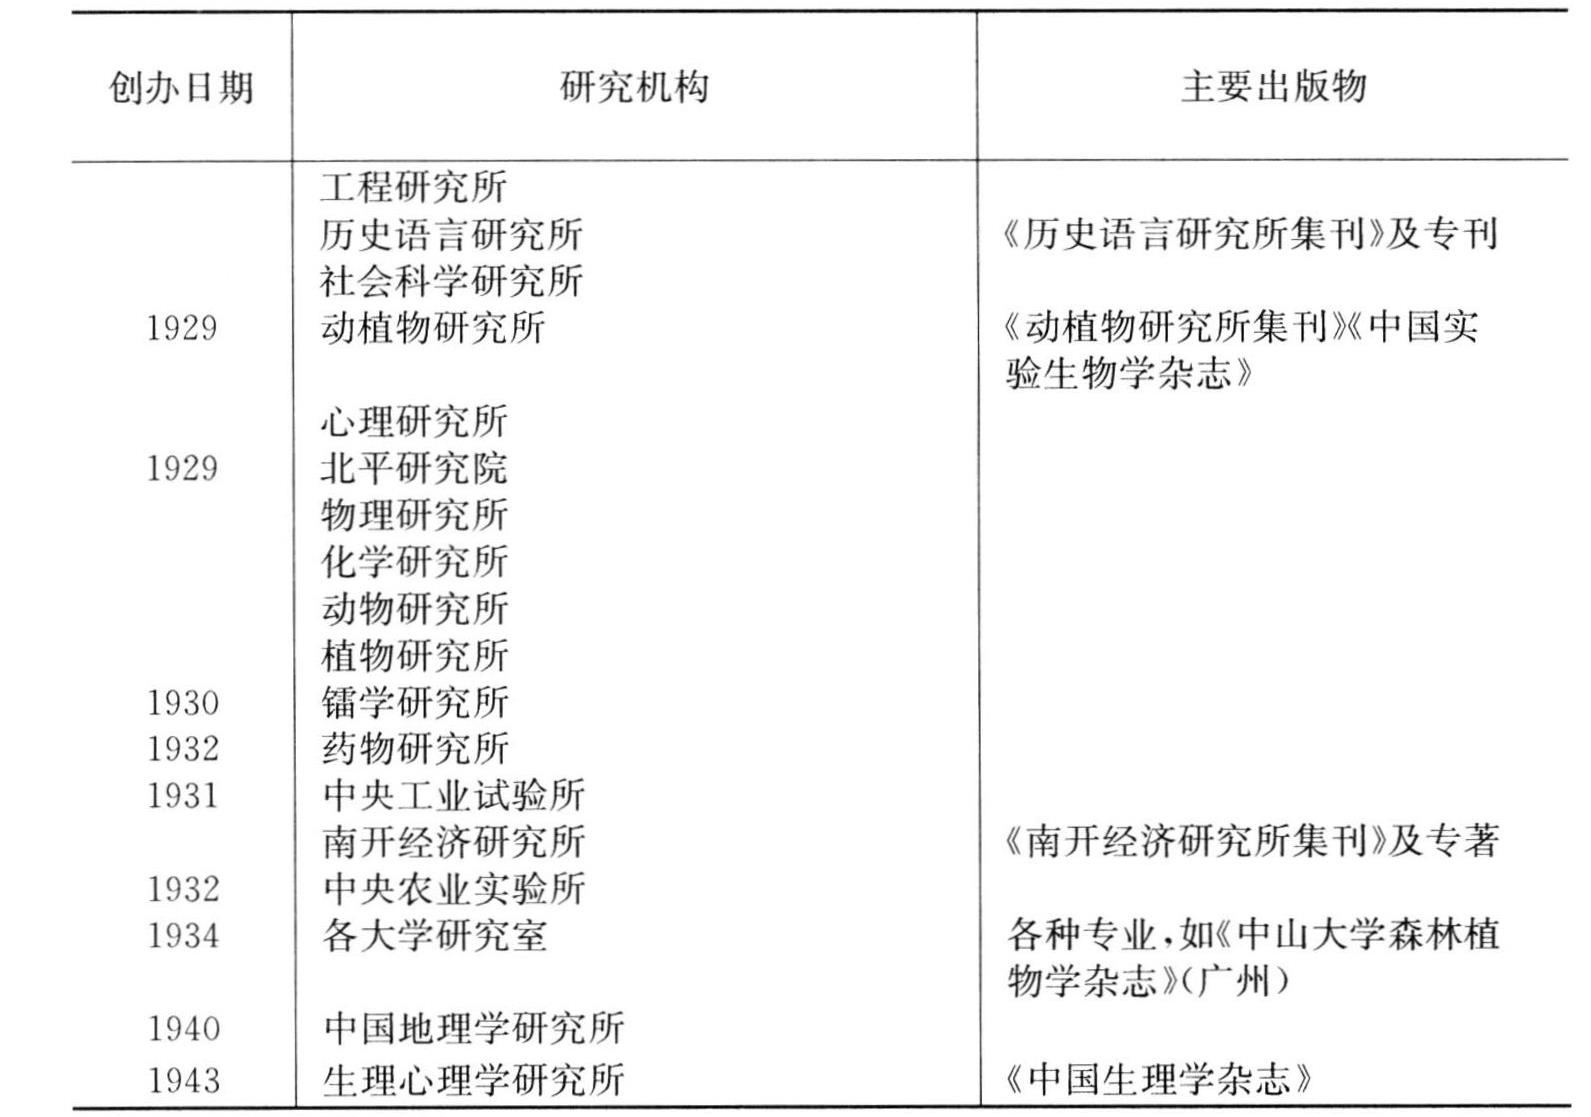 创办日期 研究机构 主要出版物
工程研究所
历史语言研究所 《历史语言研究所集刊》及专刊
社会科学研究所
1929 动植物研究所 《动植物研究所集刊》《中国实
验生物学杂志》
心理研究所
1929 北平研究院
物理研究所
化学研究所
动物研究所
植物研究所
1930 镭学研究所
1932 药物研究所
1931 中央工业试验所
南开经济研究所 《南开经济研究所集刊》及专著
1932 中央农业实验所
1934 各大学研究室 各种专业,如《中山大学森林植
物学杂志》(广州)
1940 中国地理学研究所
1943 生理心理学研究所 《中国生理学杂志》